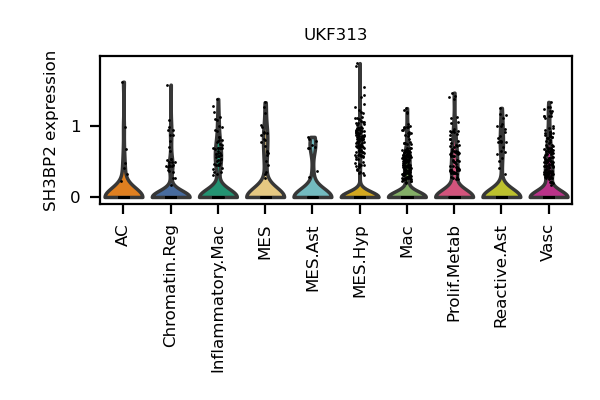 UKF313
SH3BP2 expression
1
0
AC
Chromatin.Reg
Inflammatory.Mac
MES
MES.Ast
MES.Hyp
Mac
Prolif.Metab
Reactive.Ast
Vasc